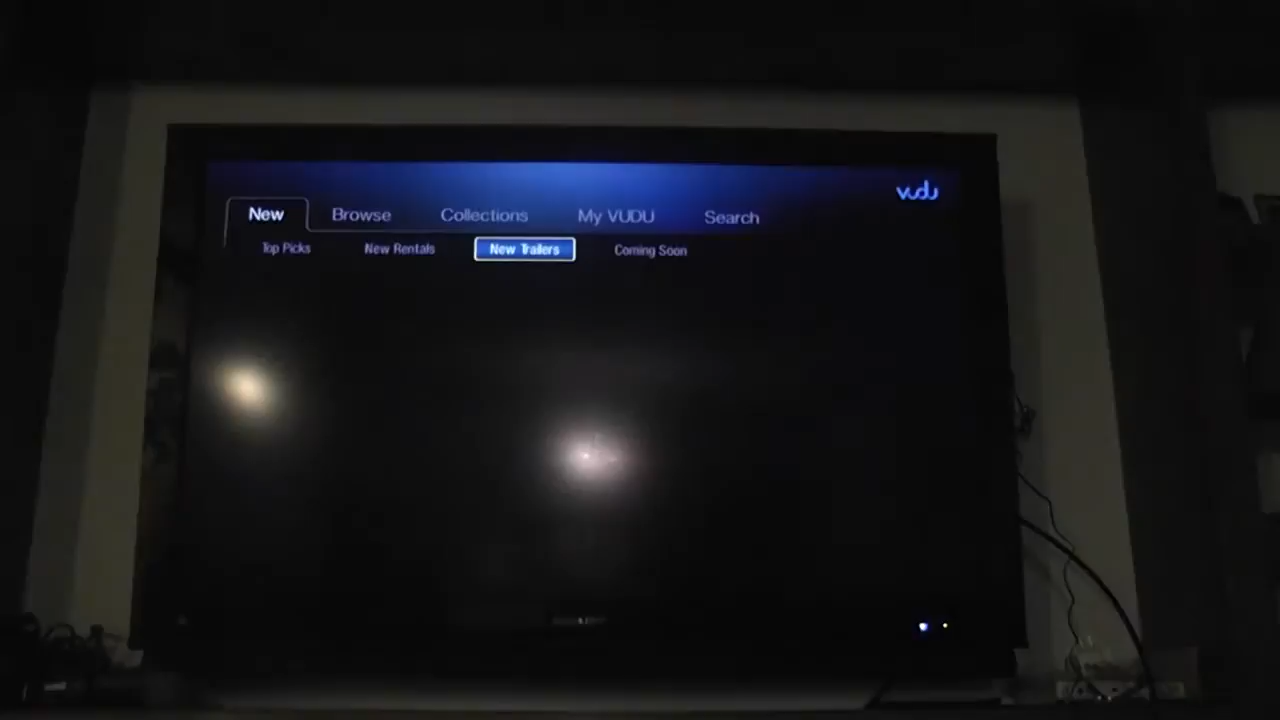 vudu
New Browse Collections My VUDU Search
Top Picks New Rentals New Trailers Coming Soon